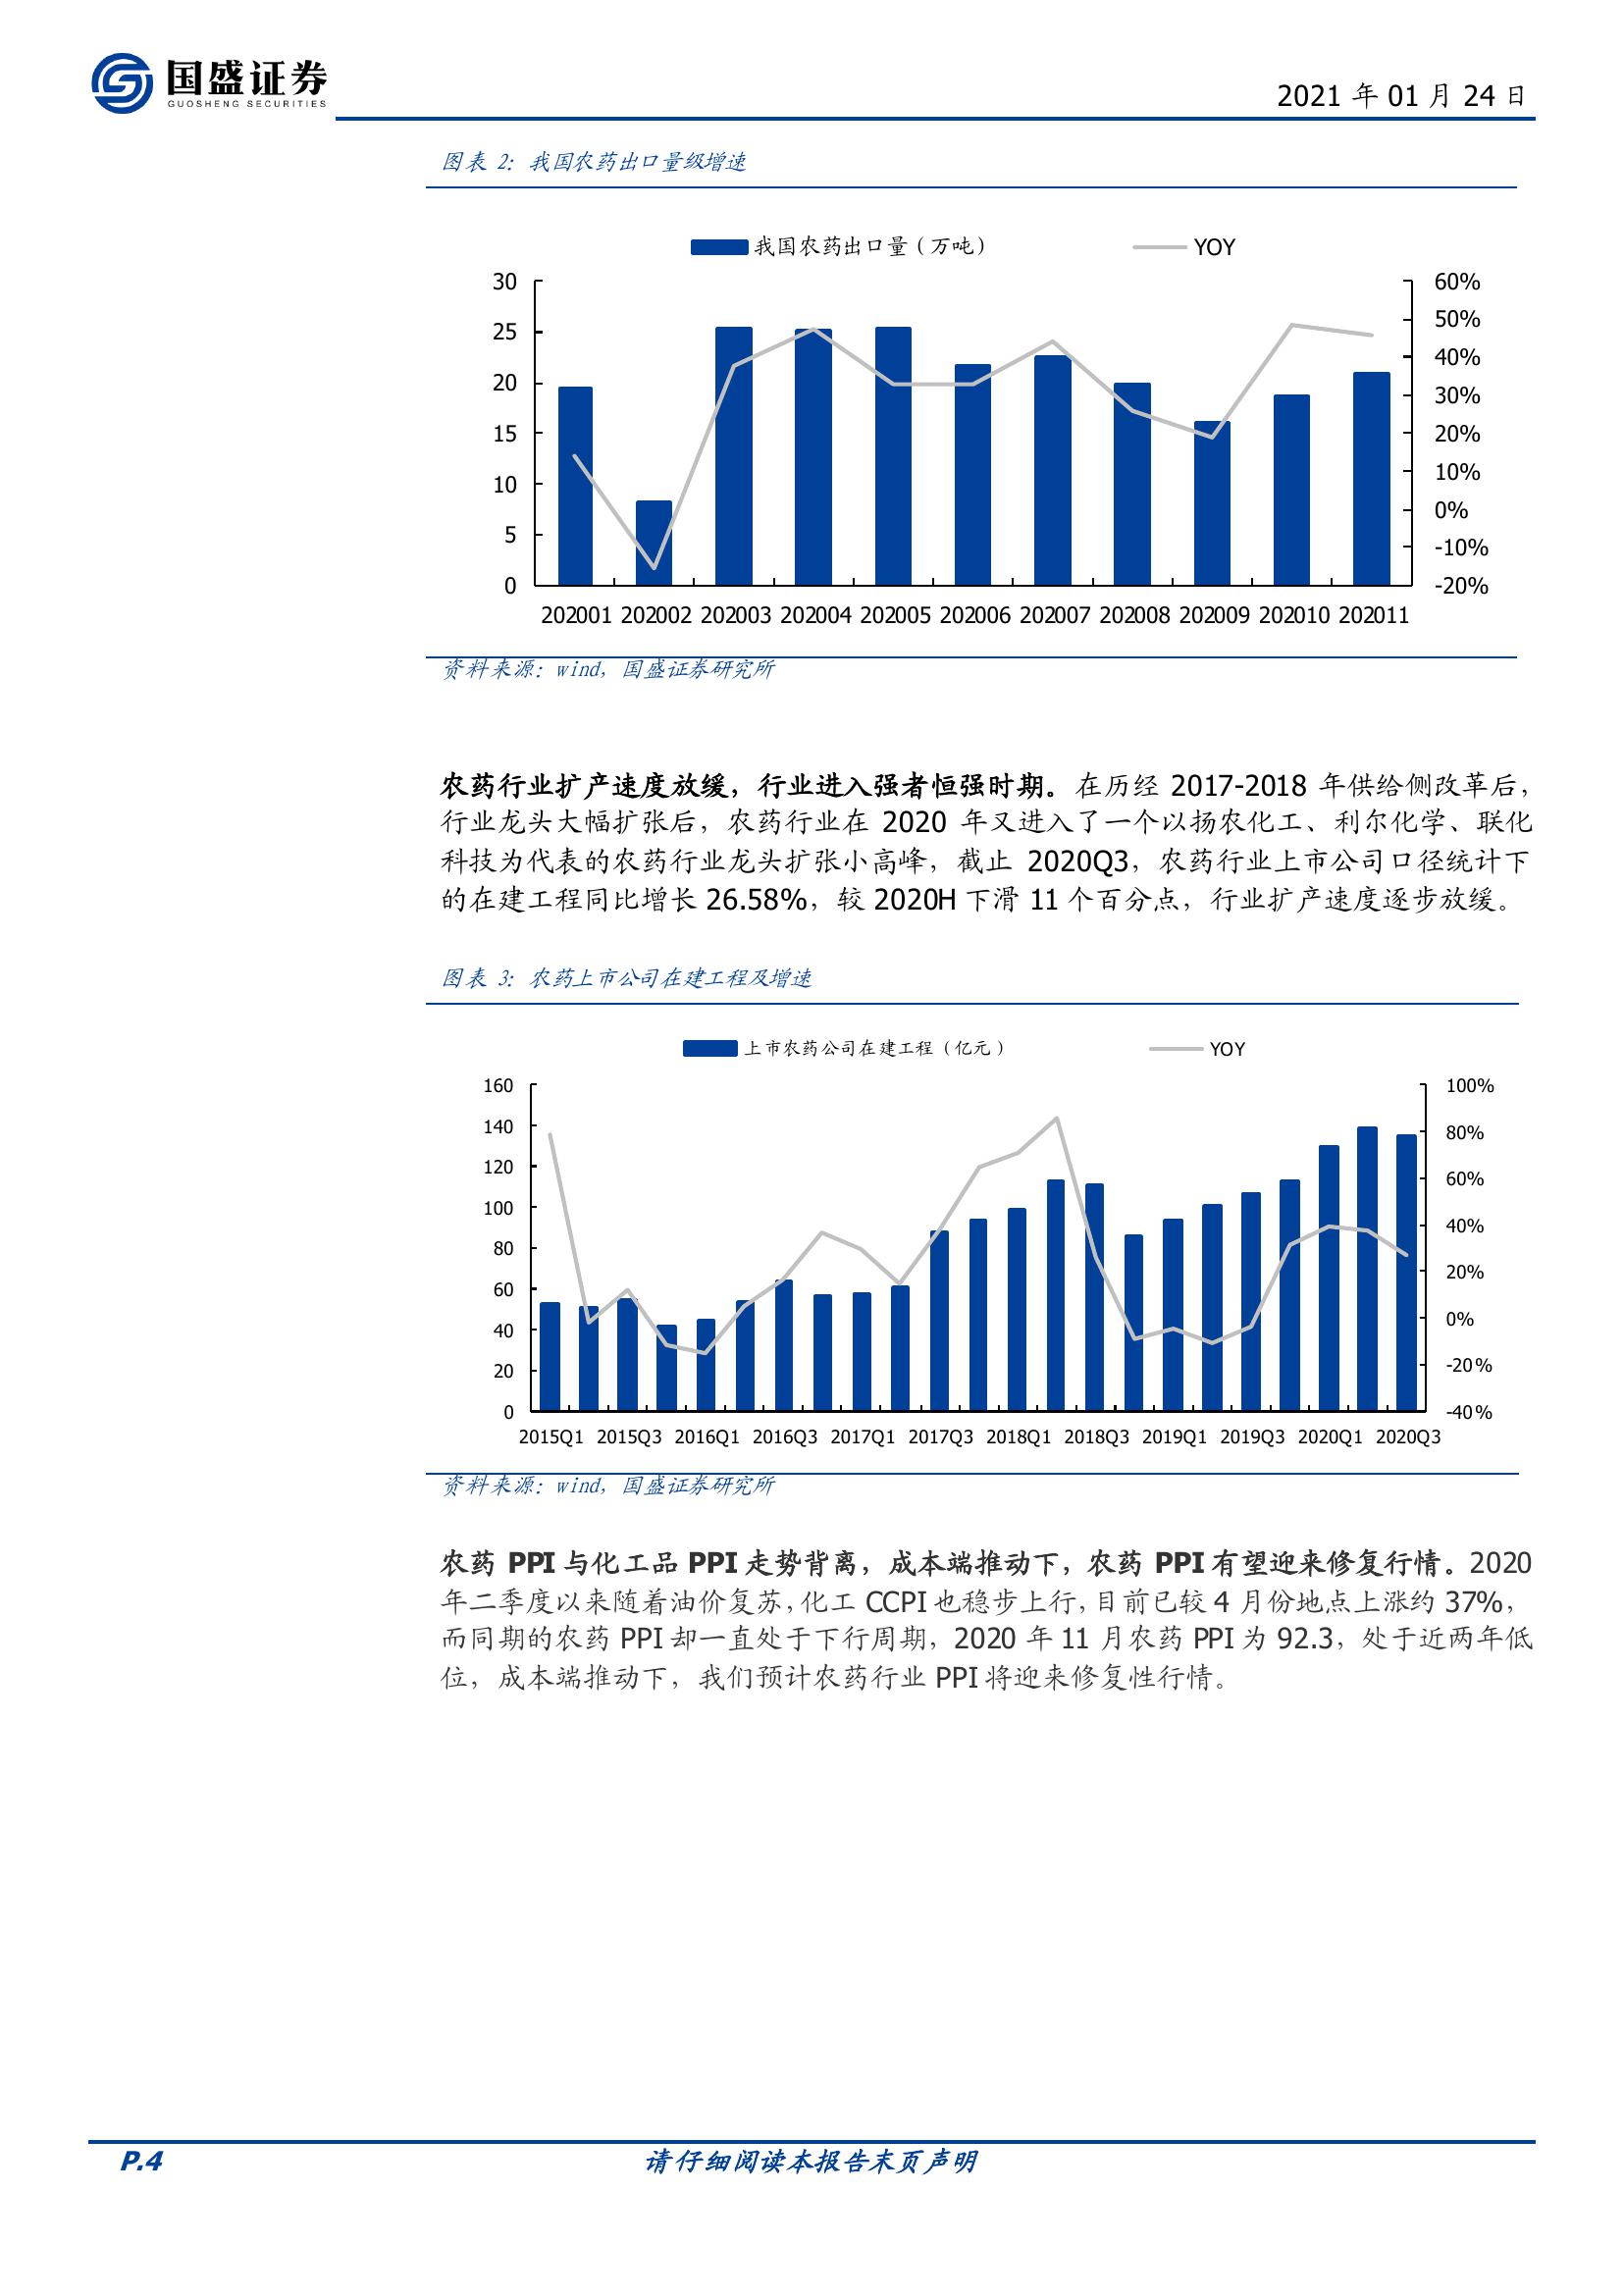 国盛证券
GUOSHENG SECURITIES
2021 年 01 月 24 日
图表 2：我国农药出口量级增速
我国农药出口量（万吨）
YOY
30
25
20
15
10
5
0
60%
50%
40%
30%
20%
10%
0%
-10%
-20%
202001 202002 202003 202004 202005 202006 202007 202008 202009 202010 202011
资料来源：wind，国盛证券研究所
农药行业扩产速度放缓，行业进入强者恒强时期。在历经 2017-2018 年供给侧改革后，
行业龙头大幅扩张后，农药行业在 2020 年又进入了一个以扬农化工、利尔化学、联化
科技为代表的农药行业龙头扩张小高峰，截止 2020Q3，农药行业上市公司口径统计下
的在建工程同比增长 26.58%，较 2020H 下滑 11 个百分点，行业扩产速度逐步放缓。
图表 3：农药上市公司在建工程及增速
上市农药公司在建工程（亿元）
YOY
160
140
120
100
80
60
40
20
0
100%
80%
60%
40%
20%
0%
-20%
-40%
2015Q1 2015Q3 2016Q1 2016Q3 2017Q1 2017Q3 2018Q1 2018Q3 2019Q1 2019Q3 2020Q1 2020Q3
资料来源：wind，国盛证券研究所
农药 PPI 与化工品 PPI 走势背离，成本端推动下，农药 PPI 有望迎来修复行情。2020
年二季度以来随着油价复苏，化工 CCPI 也稳步上行，目前已较 4 月份地点上涨约 37%，
而同期的农药 PPI 却一直处于下行周期，2020 年 11 月农药 PPI 为 92.3，处于近两年低
位，成本端推动下，我们预计农药行业 PPI 将迎来修复性行情。
P.4
请仔细阅读本报告末页声明